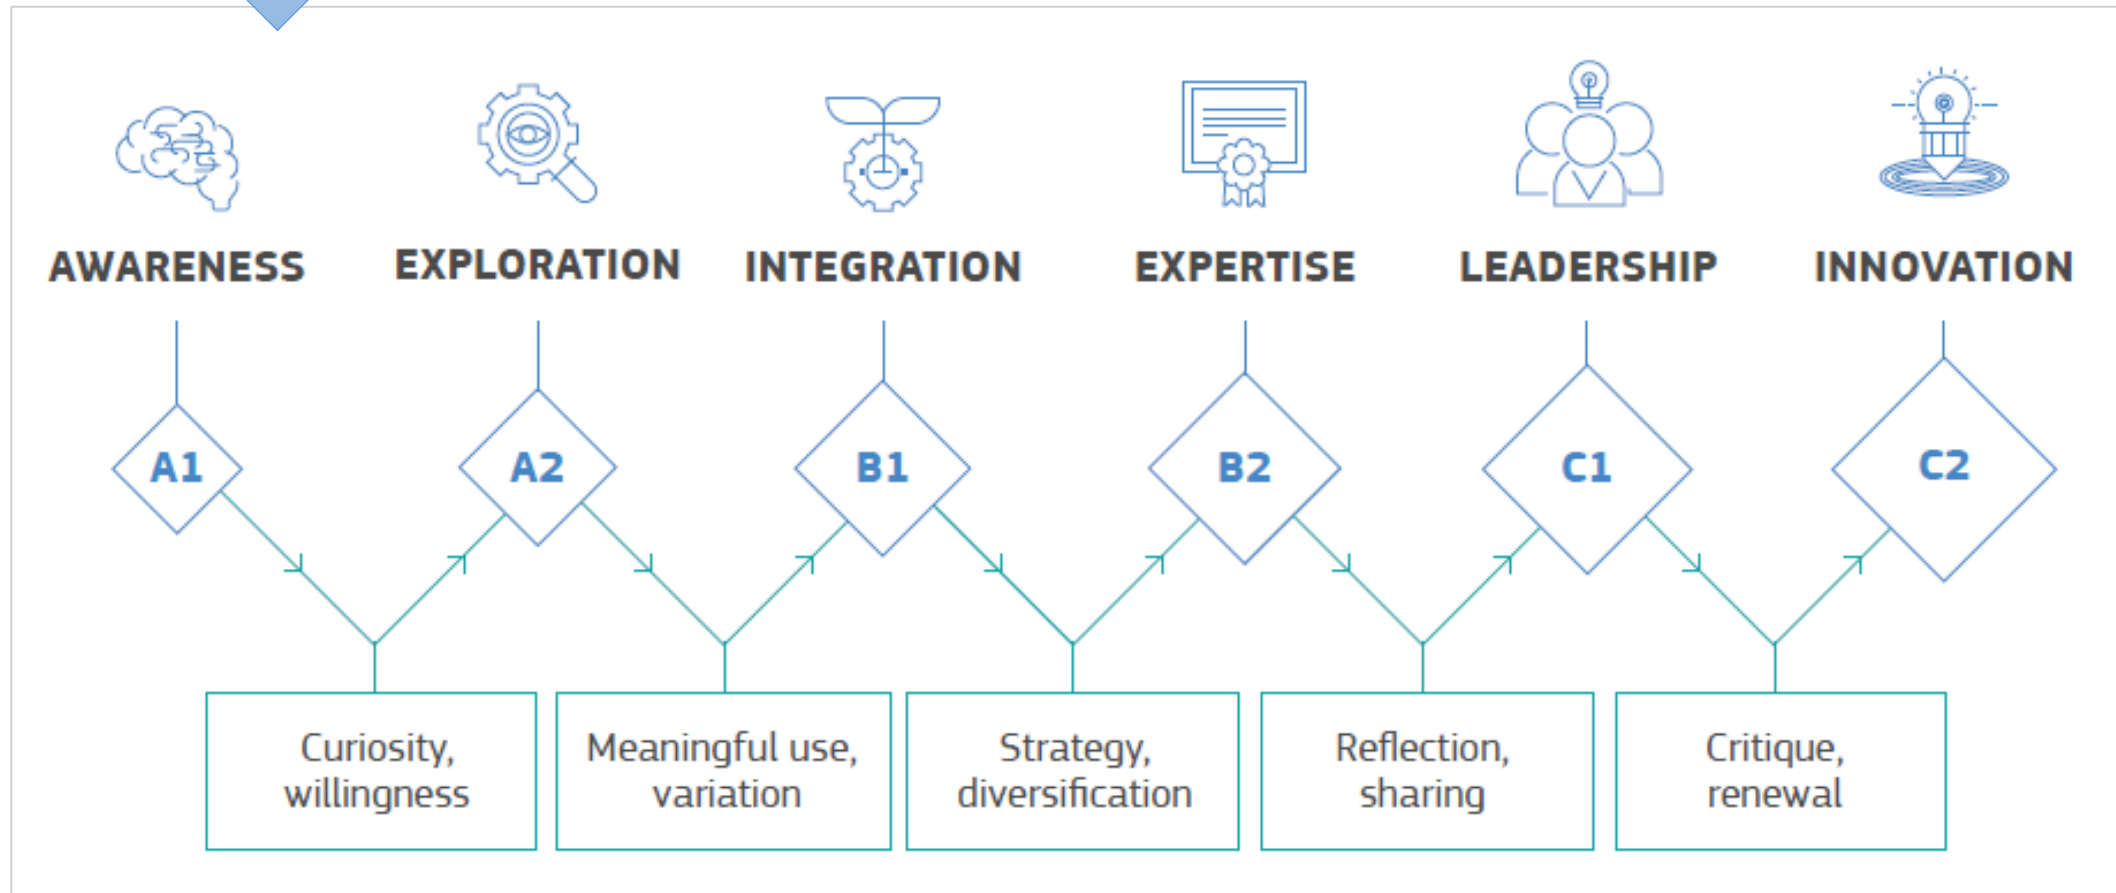 AWARENESS
EXPLORATION
INTEGRATION
EXPERTISE
LEADERSHIP
INNOVATION
A1
A2
B1
B2
C1
C2
Curiosity,
willingness
Meaningful use,
variation
Strategy,
diversification
Reflection,
sharing
Critique,
renewal